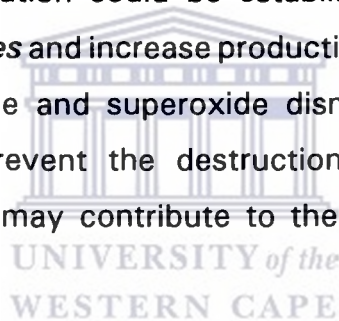 ation could be establi
es and increase producti
e and superoxide dis
revent the destruction
may contribute to the
UNIVERSITY of the
WESTERN CAPE